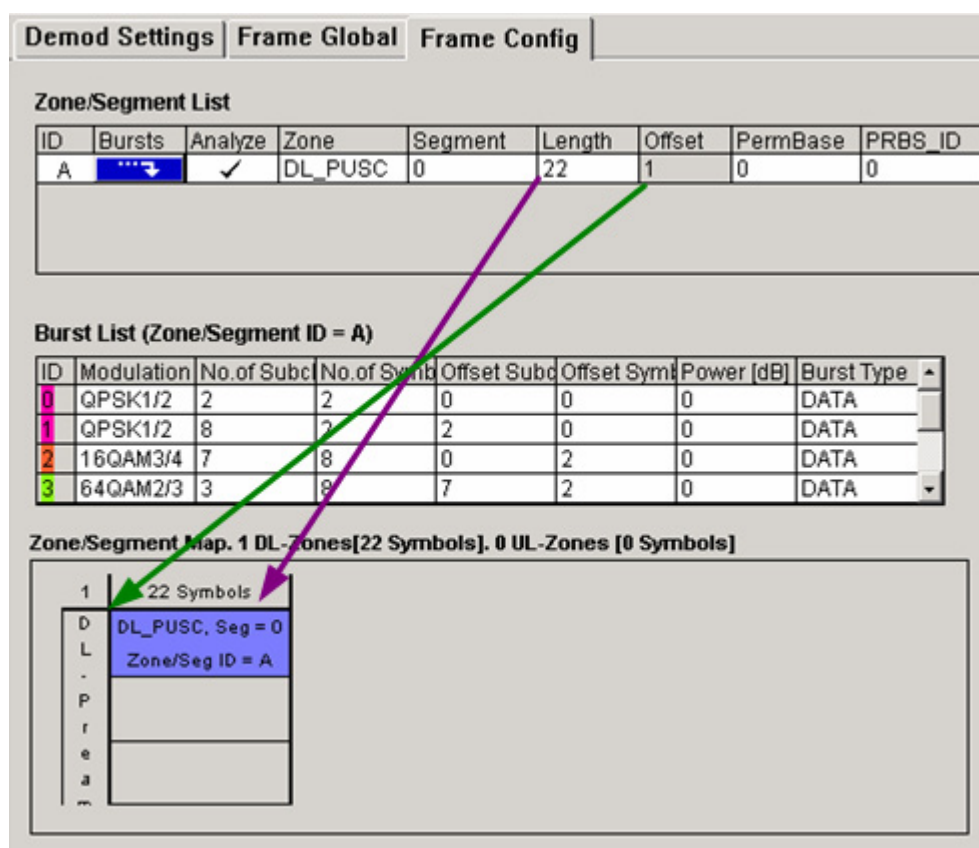 Demod Settings Frame Global Frame Config
Zone/Segment List
ID Bursts Analyze Zone Segment Length Offset PermBase PRBS_ID
A DL_PUSC 0 22 1 0 0
Burst List (Zone/Segment ID = A)
ID Modulation No.of Subcl No.of Symb Offset Subc Offset Symb Power [dB] Burst Type
0 QPSK1/2 2 2 0 0 0 DATA
1 QPSK1/2 8 2 2 0 0 DATA
2 16QAM3/4 7 8 0 2 0 DATA
3 64QAM2/3 3 8 7 2 0 DATA
Zone/Segment Map. 1 DL-Zones[22 Symbols]. 0 UL-Zones [0 Symbols]
1 22 Symbols
DL-Pream
DL_PUSC, Seg = 0
Zone/Seg ID = A